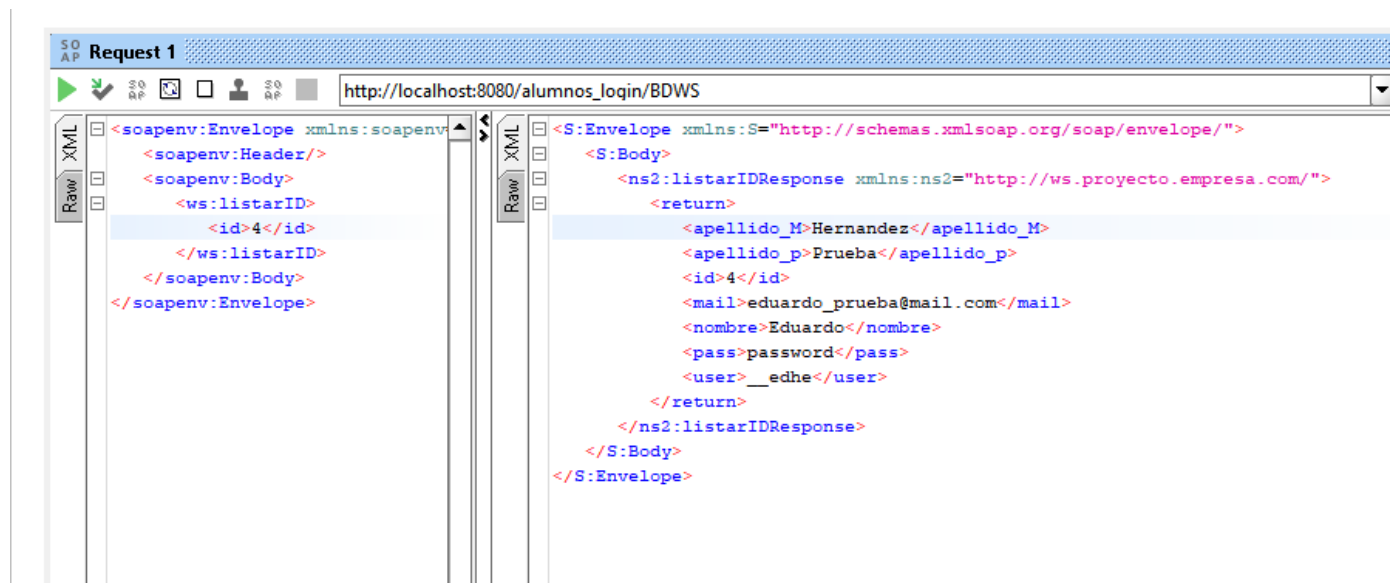 SOAP Request 1
http://localhost:8080/alumnos_login/BDWS
XML
Raw
<soapenv:Envelope xmlns:soapenv=
<soapenv:Header/>
<soapenv:Body>
<ws:listarID>
<id>4</id>
</ws:listarID>
</soapenv:Body>
</soapenv:Envelope>
XML
Raw
<S:Envelope xmlns:S="http://schemas.xmlsoap.org/soap/envelope/">
<S:Body>
<ns2:listarIDResponse xmlns:ns2="http://ws.proyecto.empresa.com/">
<return>
<apellido_M>Hernandez</apellido_M>
<apellido_p>Prueba</apellido_p>
<id>4</id>
<mail>eduardo_prueba@mail.com</mail>
<nombre>Eduardo</nombre>
<pass>password</pass>
<user>__edhe</user>
</return>
</ns2:listarIDResponse>
</S:Body>
</S:Envelope>